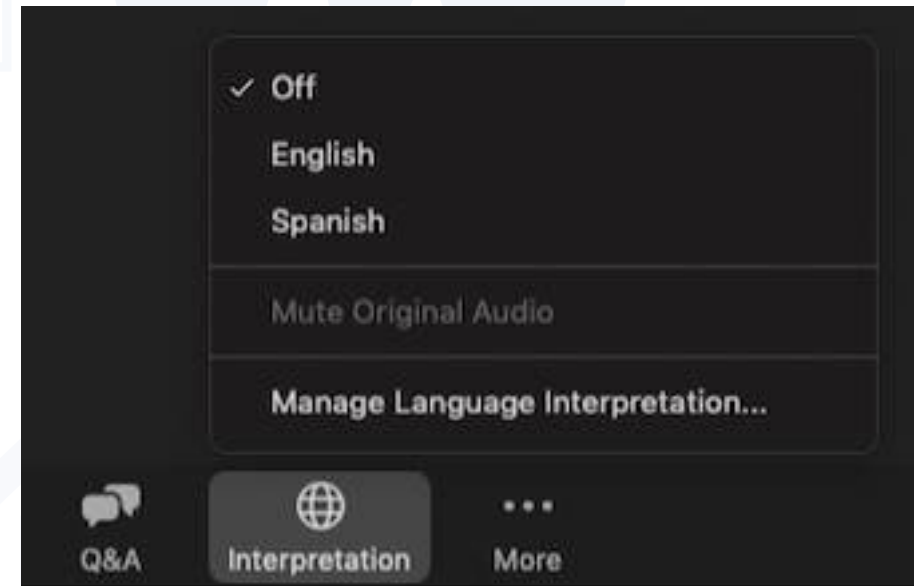 Off
English
Spanish
Mute Original Audio
Manage Language Interpretation...
Q&A
Interpretation
More